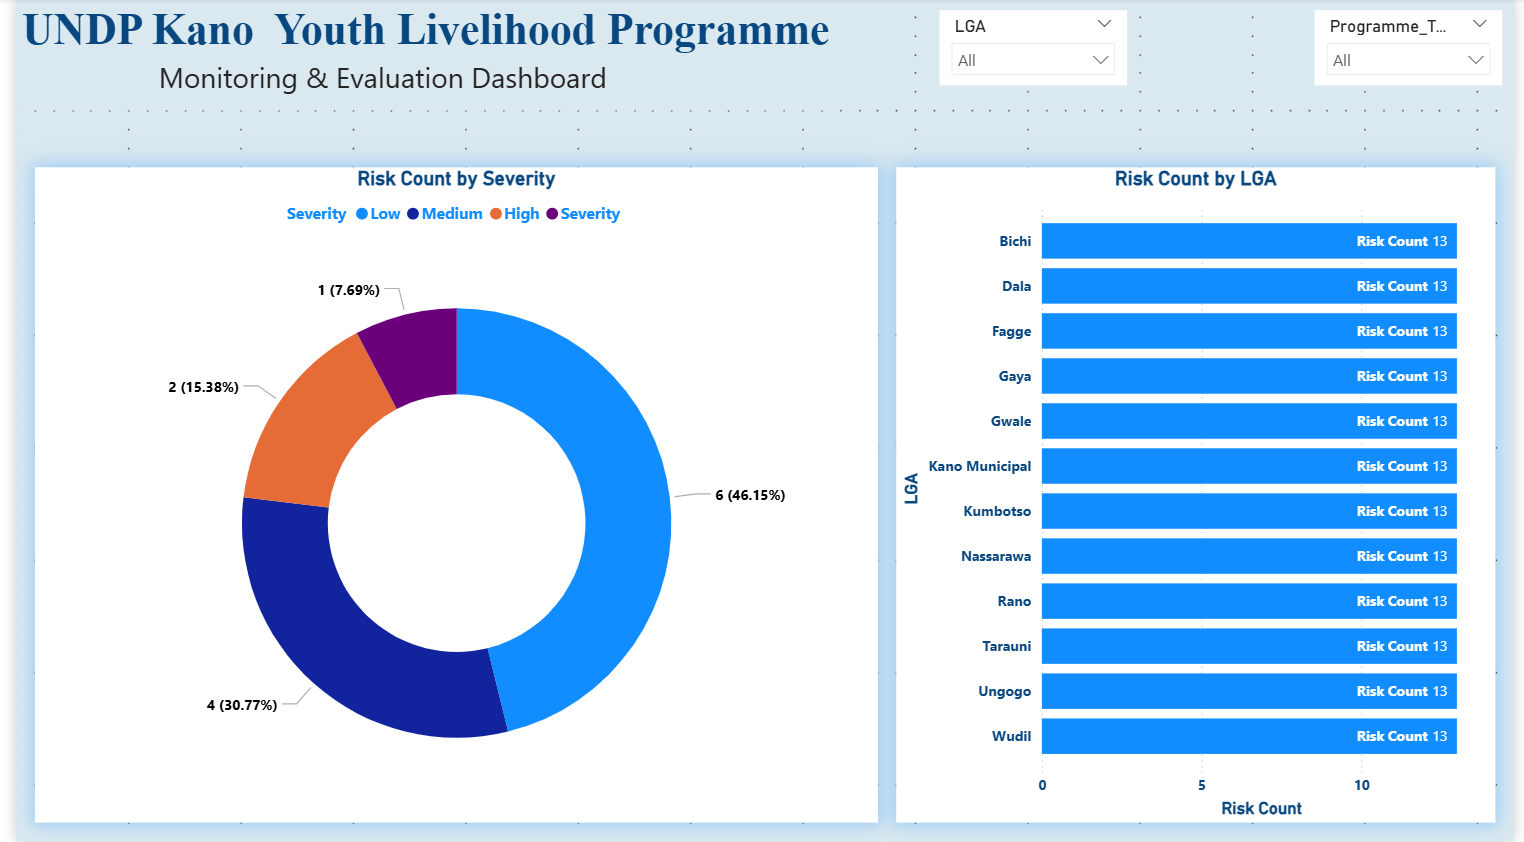 UNDP Kano  Youth Livelihood Programme
Monitoring & Evaluation Dashboard
LGA
All
Programme_T...
All
Risk Count by Severity
Severity Low Medium High Severity
1 (7.69%)
2 (15.38%)
6 (46.15%)
4 (30.77%)
Risk Count by LGA
LGA
Bichi Risk Count 13
Dala Risk Count 13
Fagge Risk Count 13
Gaya Risk Count 13
Gwale Risk Count 13
Kano Municipal Risk Count 13
Kumbotso Risk Count 13
Nassarawa Risk Count 13
Rano Risk Count 13
Tarauni Risk Count 13
Ungogo Risk Count 13
Wudil Risk Count 13
0 5 10
Risk Count